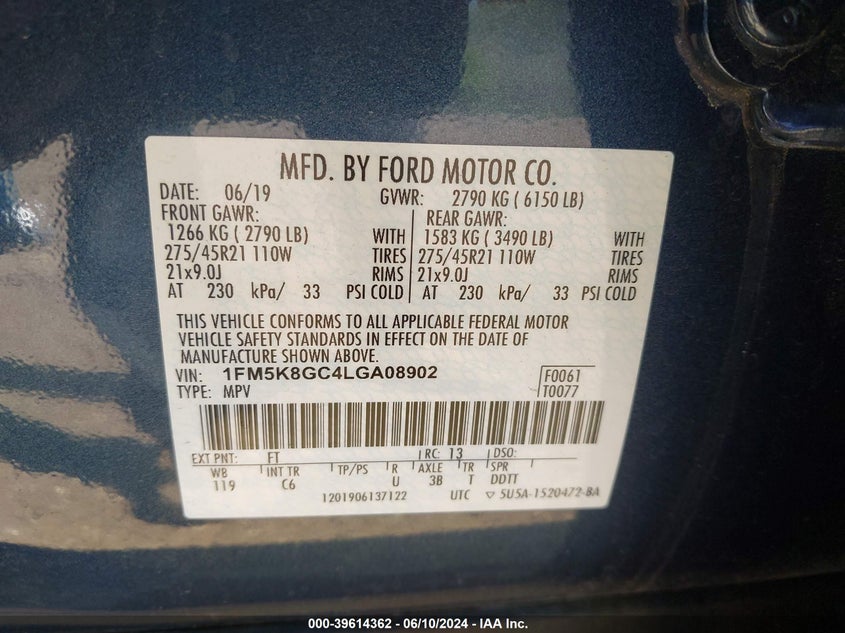 MFD. BY FORD MOTOR CO.
DATE: 06/19 GVWR: 2790 KG ( 6150 LB)
FRONT GAWR: REAR GAWR:
1266 KG ( 2790 LB) WITH 1583 KG ( 3490 LB) WITH
275/45R21 110W TIRES 275/45R21 110W TIRES
21x9.0J RIMS 21x9.0J RIMS
AT 230 kPa/ 33 PSI COLD AT 230 kPa/ 33 PSI COLD
THIS VEHICLE CONFORMS TO ALL APPLICABLE FEDERAL MOTOR
VEHICLE SAFETY STANDARDS IN EFFECT ON THE DATE OF
MANUFACTURE SHOWN ABOVE.
VIN: 1FM5K8GC4LGA08902 F0061
TYPE: MPV T0077
EXT PNT: FT RC: 13 DSO:
WB INT TR TP/PS R AXLE TR SPR
119 C6 U 3B T DDTT
1201906137122 UTC ▽ 5U5A-1520472-BA
000-39614362 - 06/10/2024 - IAA Inc.